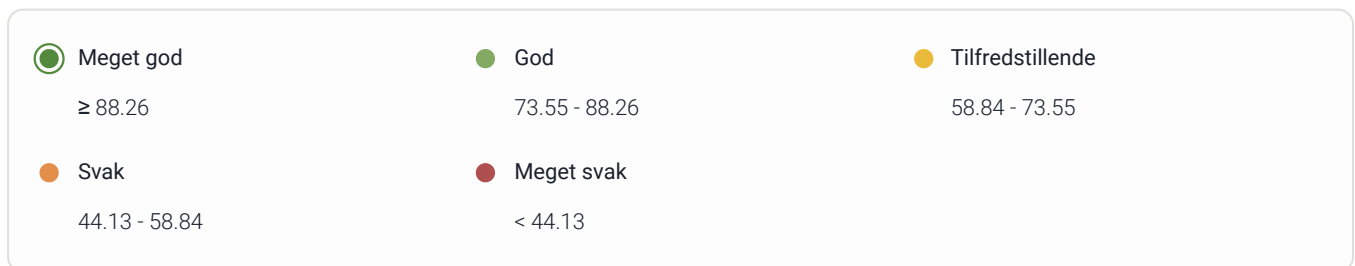 Meget god
God
Tilfredstillende
≥ 88.26
73.55 - 88.26
58.84 - 73.55
Svak
Meget svak
44.13 - 58.84
< 44.13